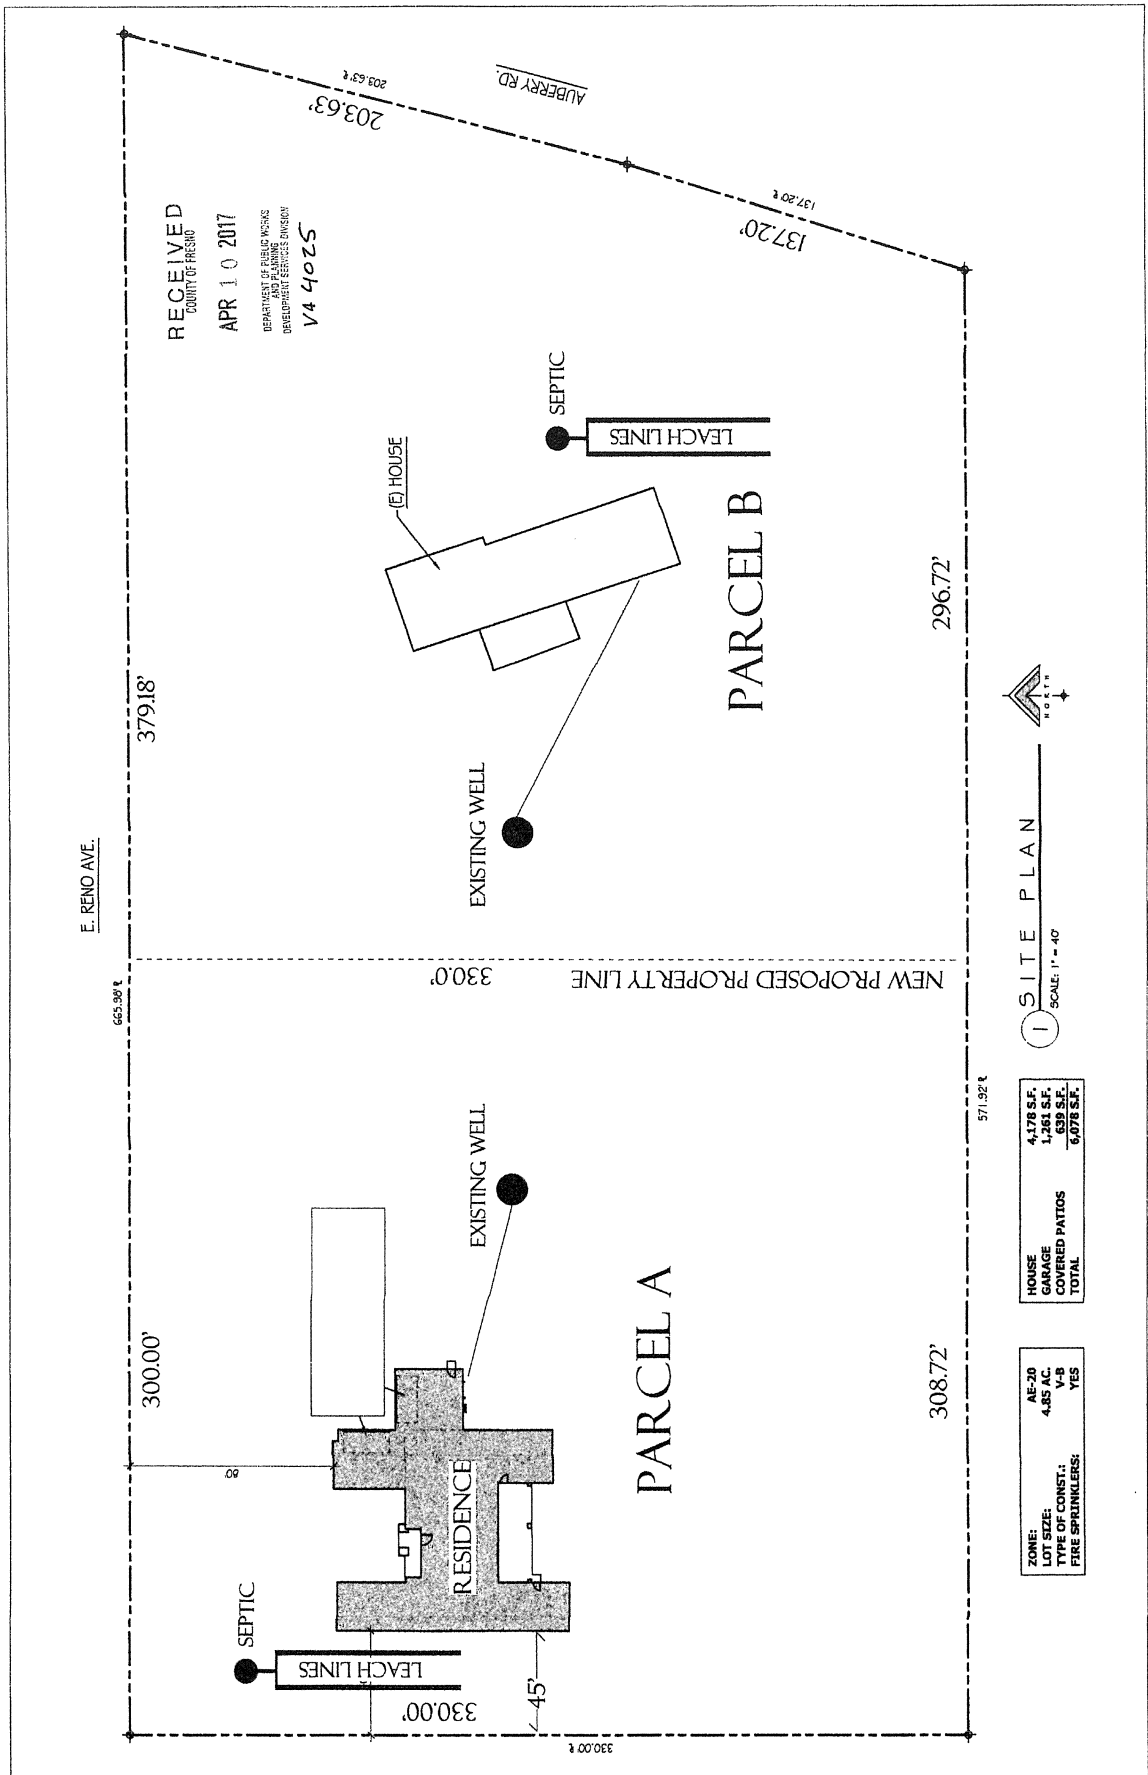 E. RENO AVE.
665.98' R
300.00'
379.18'
RECEIVED
COUNTY OF FRESNO
APR 10 2017
DEPARTMENT OF PUBLIC WORKS
AND PLANNING
DEVELOPMENT SERVICES DIVISION
VA 4025
203.63'
203.63' R
AUBERRY RD.
137.20'
137.20' R
80'
SEPTIC
LEACH LINES
330.00'
330.00' R
45'
RESIDENCE
EXISTING WELL
PARCEL A
330.0'
NEW PROPOSED PROPERTY LINE
EXISTING WELL
(E) HOUSE
SEPTIC
LEACH LINES
PARCEL B
308.72'
296.72'
571.92' R
ZONE: AE-20
LOT SIZE: 4.85 AC.
TYPE OF CONST.: V-B
FIRE SPRINKLERS: YES
HOUSE 4,178 S.F.
GARAGE 1,261 S.F.
COVERED PATIOS 639 S.F.
TOTAL 6,078 S.F.
1 SITE PLAN
SCALE: 1" = 40'
NORTH